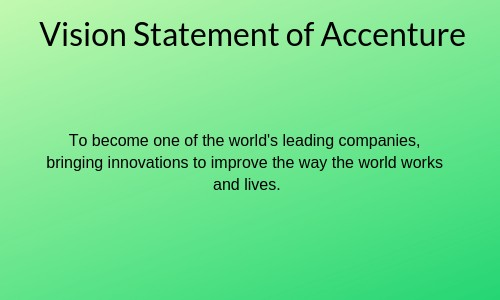 Vision Statement of Accenture
To become one of the world's leading companies,
bringing innovations to improve the way the world works
and lives.